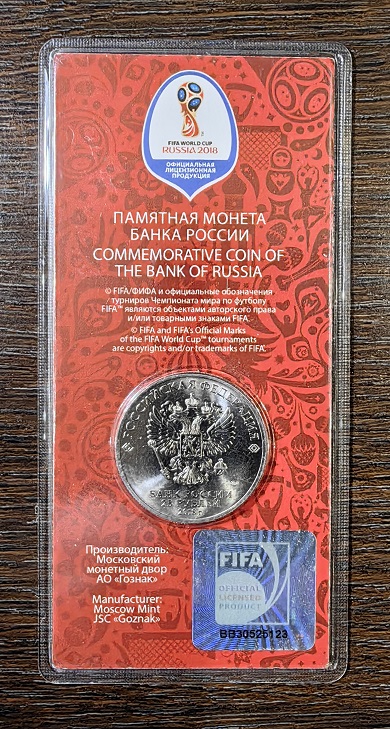 FIFA WORLD CUP
RUSSIA 2018
ОФИЦИАЛЬНАЯ
ЛИЦЕНЗИОННАЯ
ПРОДУКЦИЯ
ПАМЯТНАЯ МОНЕТА
БАНКА РОССИИ
COMMEMORATIVE COIN OF
THE BANK OF RUSSIA
© FIFA/ФИФА и официальные обозначения
турниров Чемпионата мира по футболу
FIFA™ являются объектами авторского права
и/или товарными знаками FIFA.
© FIFA and FIFA's Official Marks
of the FIFA World Cup™ tournaments
are copyrights and/or trademarks of FIFA.
РОССИЙСКАЯ ФЕДЕРАЦИЯ
БАНК РОССИИ
25 РУБЛЕЙ
Производитель:
Московский
монетный двор
АО «Гознак»
Manufacturer:
Moscow Mint
JSC «Goznak»
FIFA
OFFICIAL
LICENSED
PRODUCT
BB30525123